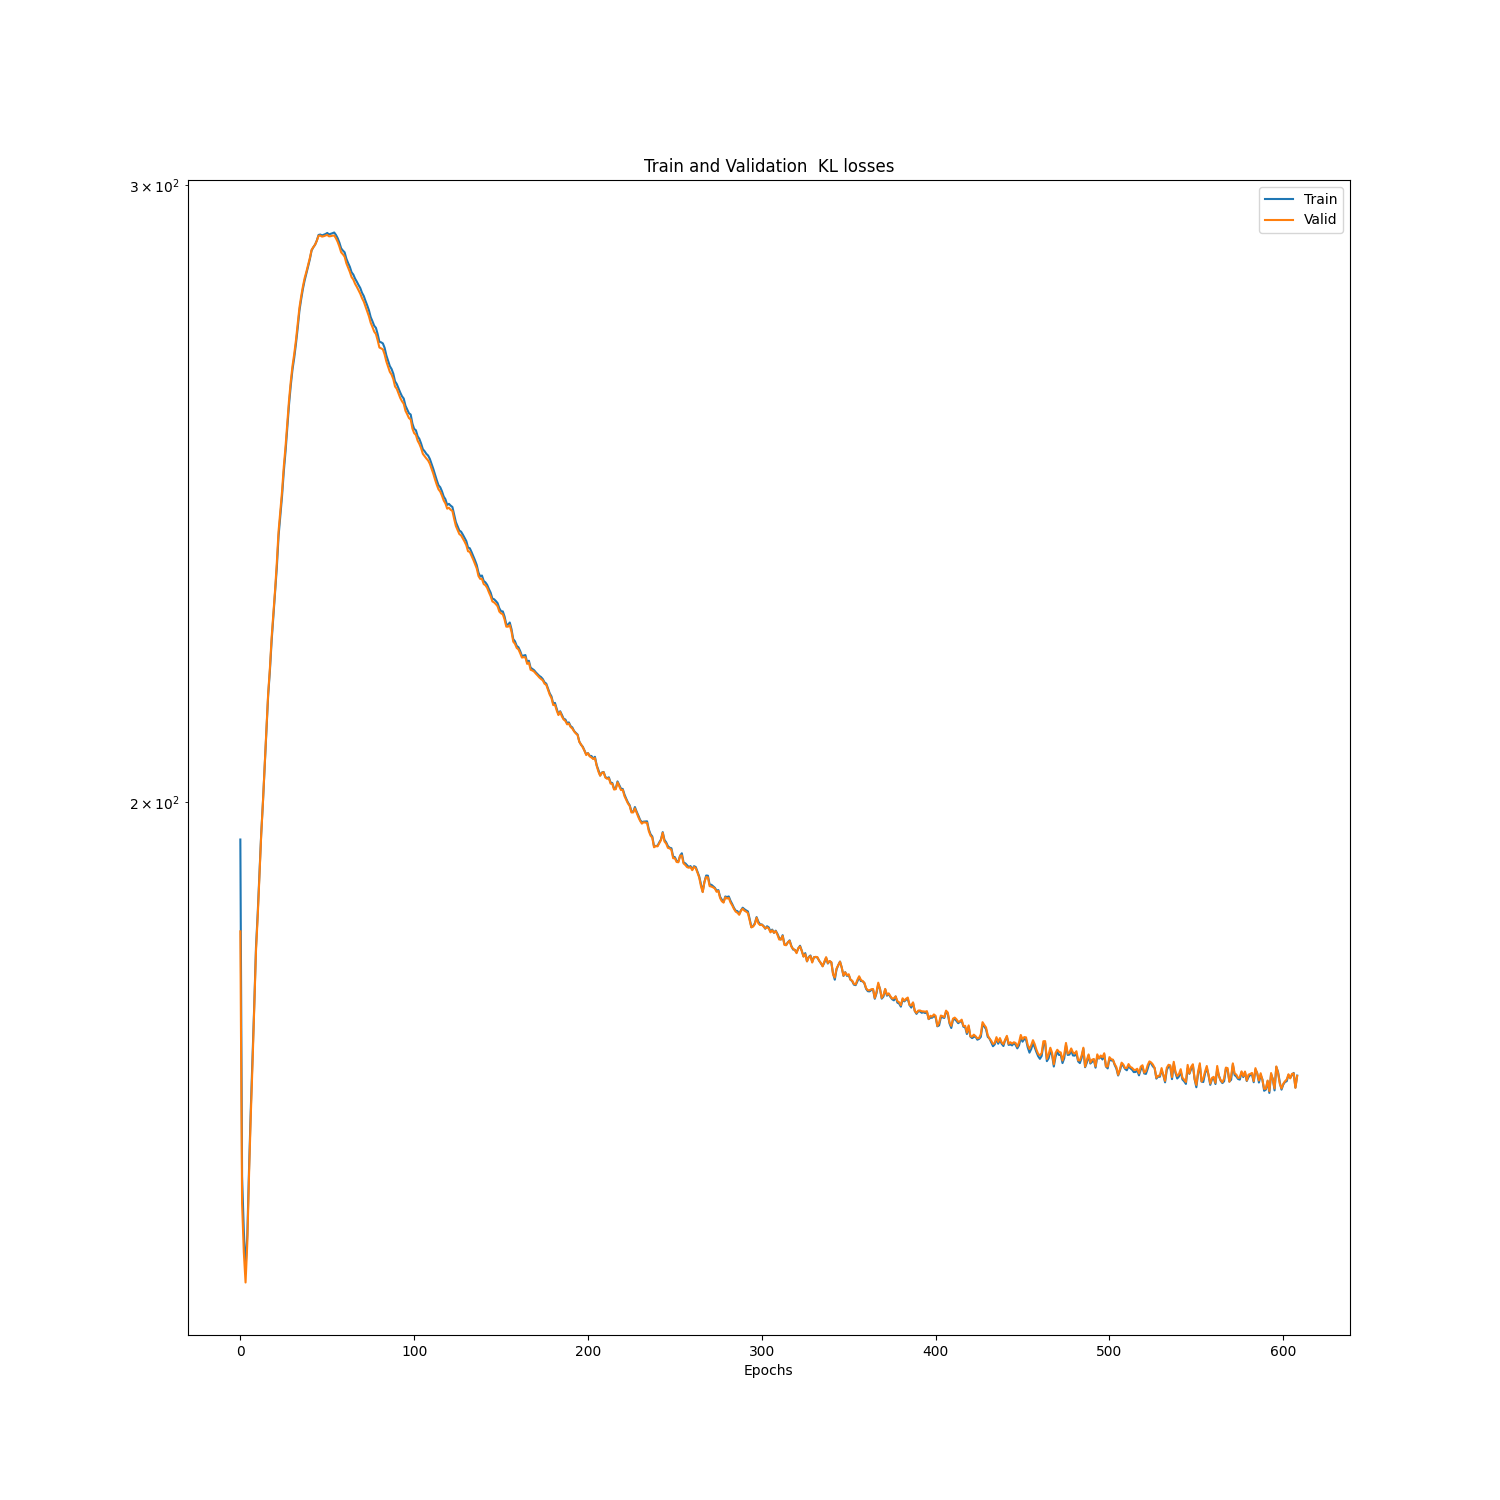 Train and Validation  KL losses
3 × 10²
Train
Valid
2 × 10²
0 100 200 300 400 500 600
Epochs